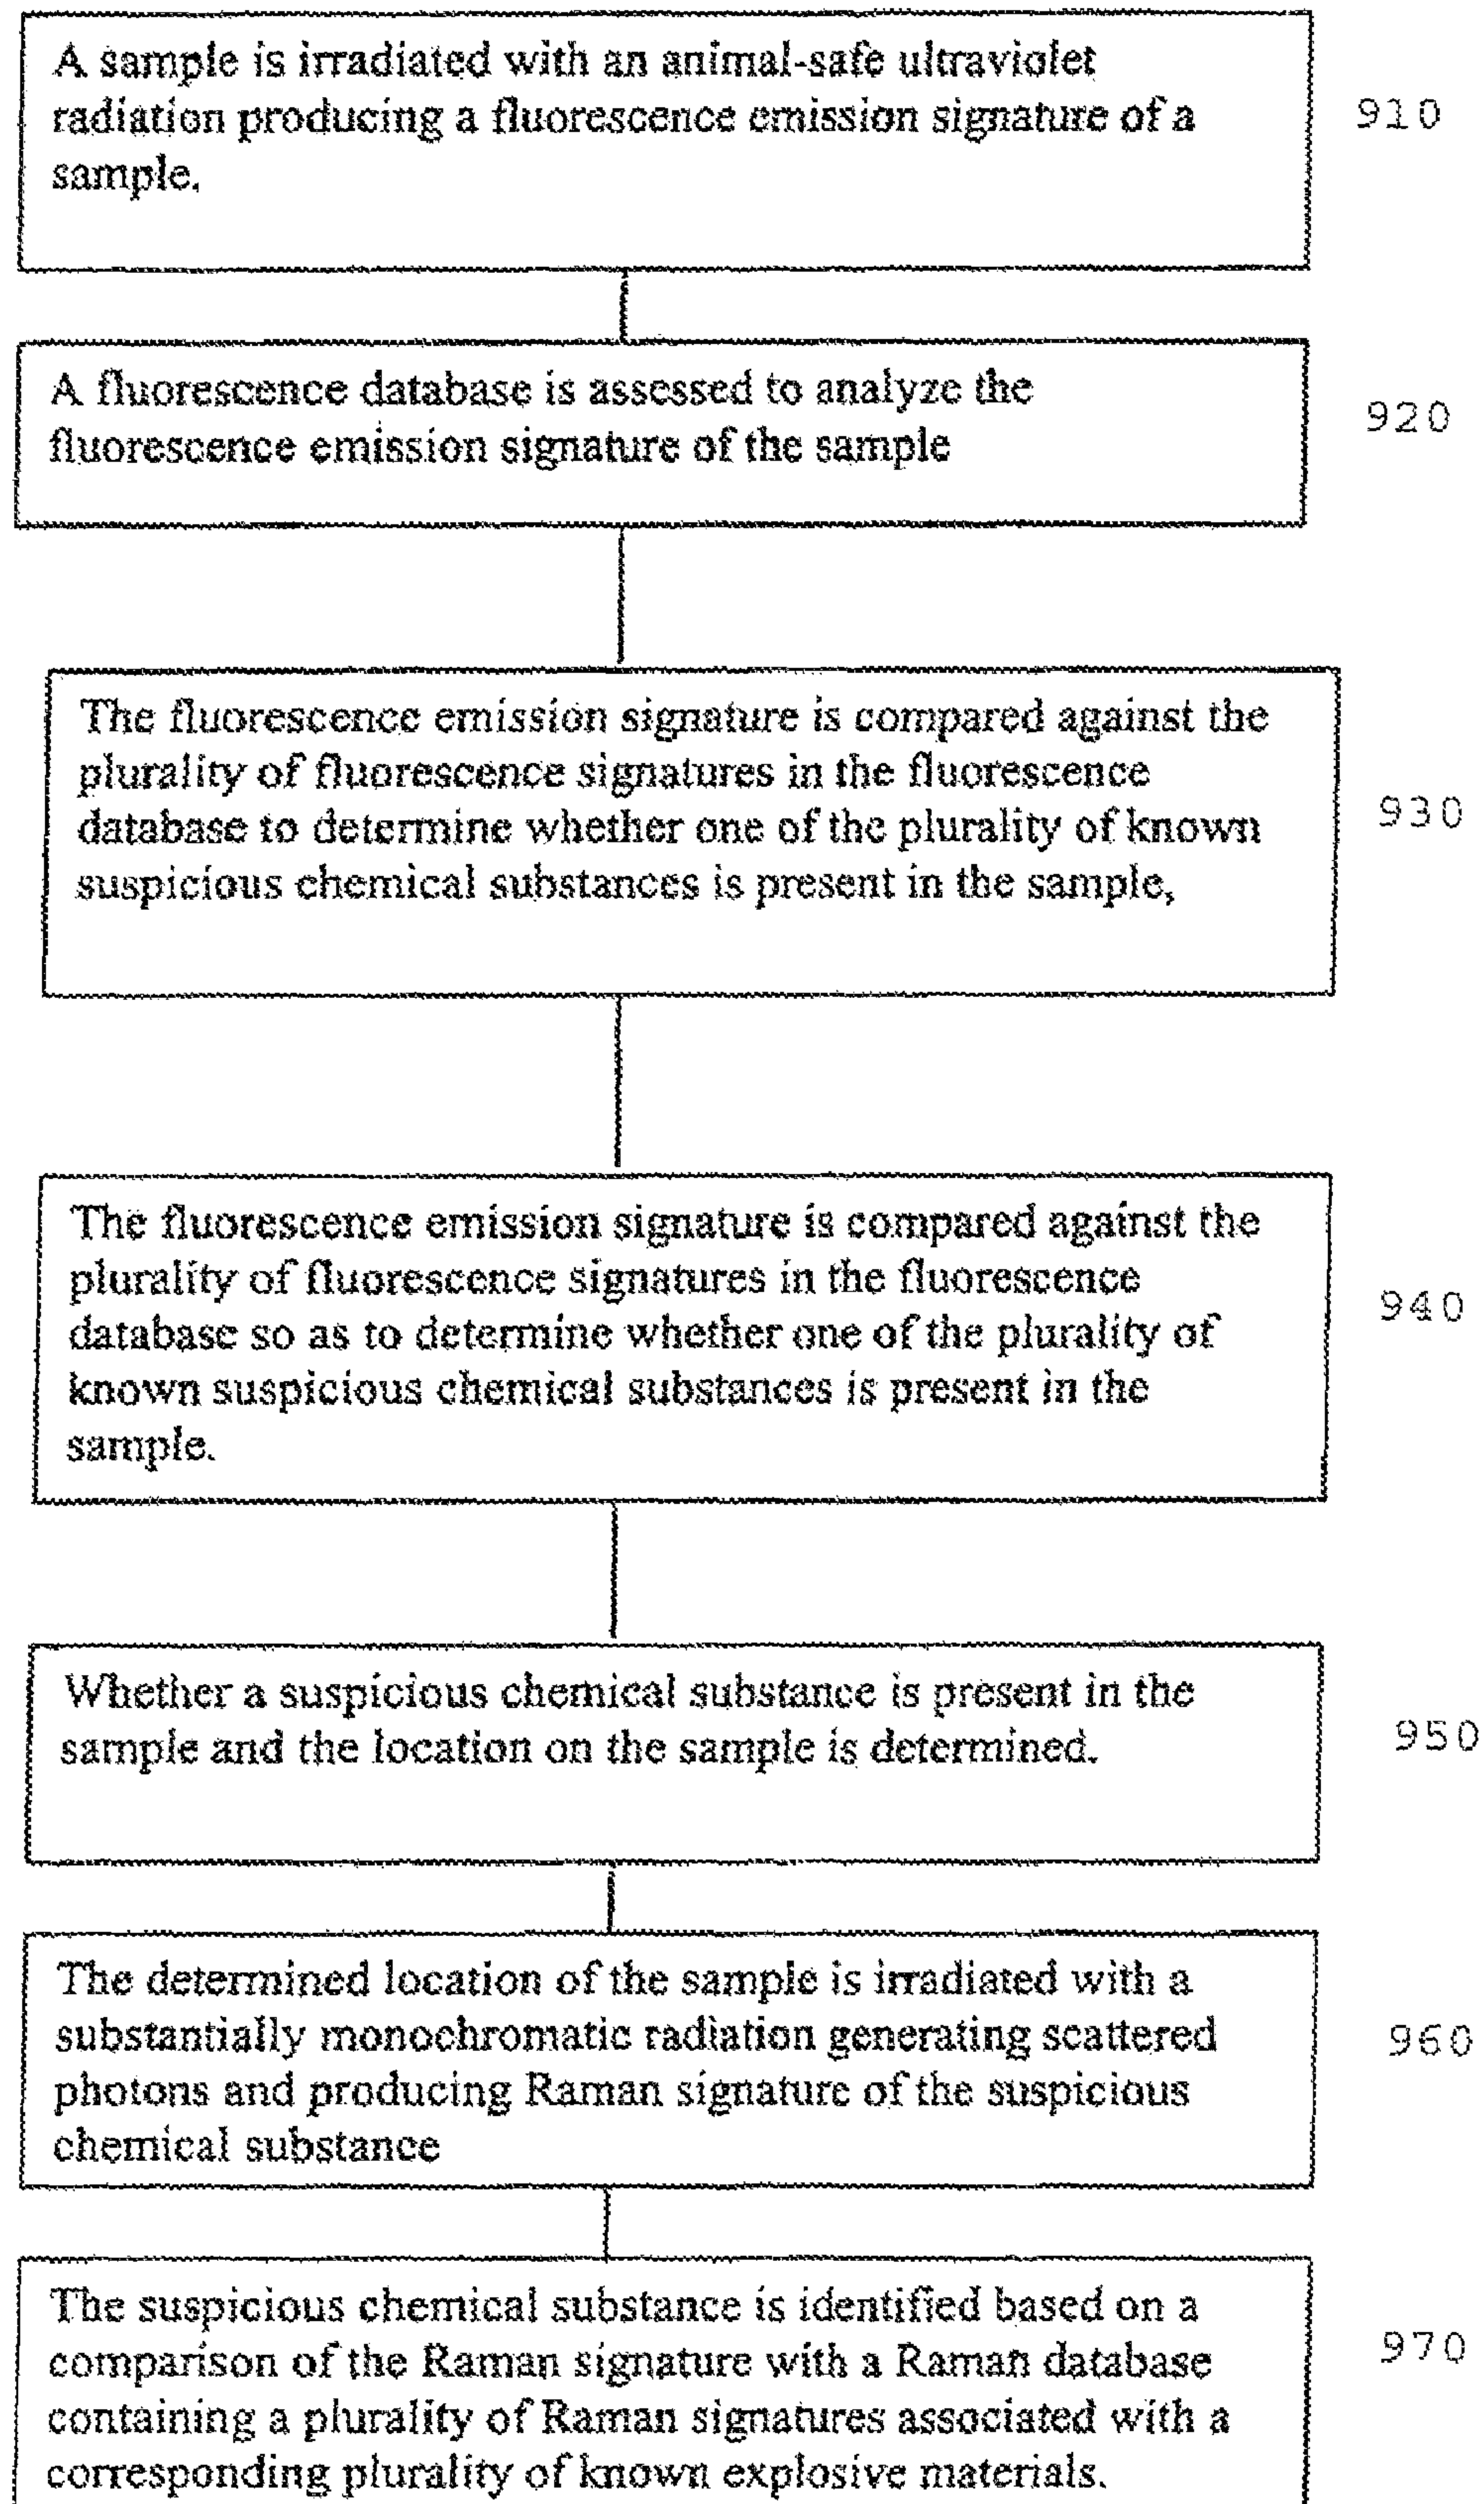 A sample is irradiated with an animal-safe ultraviolet
radiation producing a fluorescence emission signature of a
sample.
910
A fluorescence database is assessed to analyze the
fluorescence emission signature of the sample
920
The fluorescence emission signature is compared against the
plurality of fluorescence signatures in the fluorescence
database to determine whether one of the plurality of known
suspicious chemical substances is present in the sample,
930
The fluorescence emission signature is compared against the
plurality of fluorescence signatures in the fluorescence
database so as to determine whether one of the plurality of
known suspicious chemical substances is present in the
sample.
940
Whether a suspicious chemical substance is present in the
sample and the location on the sample is determined.
950
The determined location of the sample is irradiated with a
substantially monochromatic radiation generating scattered
photons and producing Raman signature of the suspicious
chemical substance
960
The suspicious chemical substance is identified based on a
comparison of the Raman signature with a Raman database
containing a plurality of Raman signatures associated with a
corresponding plurality of known explosive materials.
970